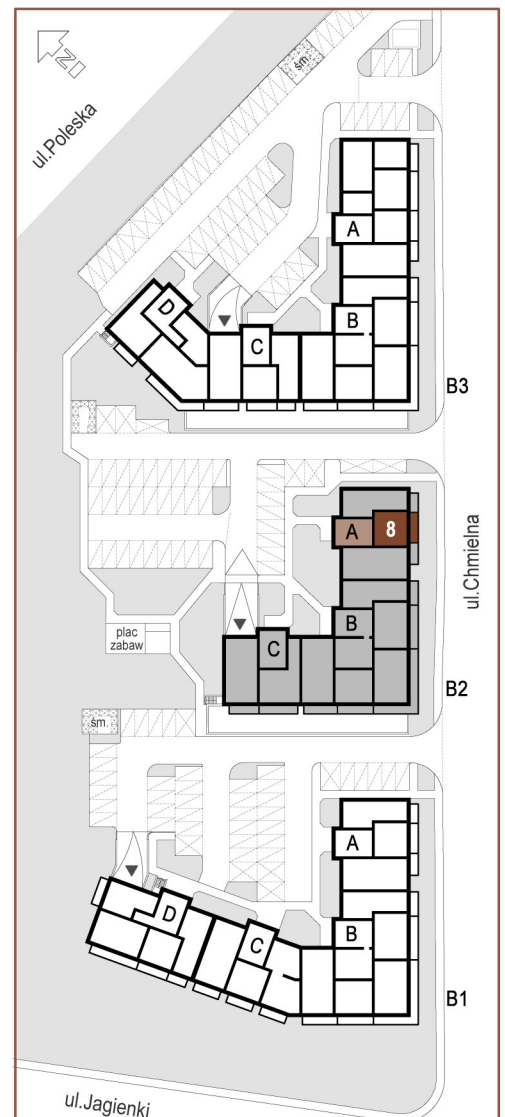 N
śm.
ul.Poleska
A
D
B
C
B3
A
8
ul.Chmielna
B
plac
zabaw
C
B2
śm.
A
D
B
C
B1
ul.Jagienki